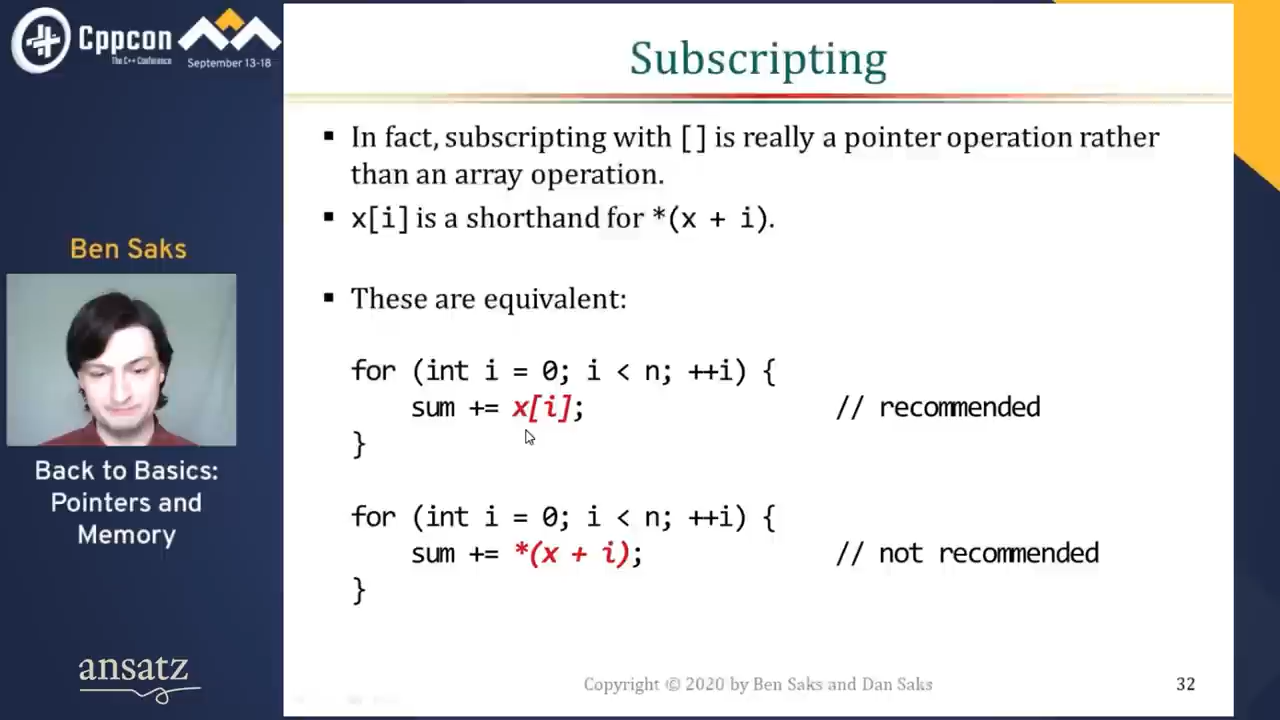 Cppcon
The C++ Conference
September 13-18
Ben Saks
Back to Basics:
Pointers and
Memory
ansatz
Subscripting
▪ In fact, subscripting with [] is really a pointer operation rather
than an array operation.
▪ x[i] is a shorthand for *(x + i).
▪ These are equivalent:
for (int i = 0; i < n; ++i) {
sum += x[i]; // recommended
}
for (int i = 0; i < n; ++i) {
sum += *(x + i); // not recommended
}
Copyright © 2020 by Ben Saks and Dan Saks
32